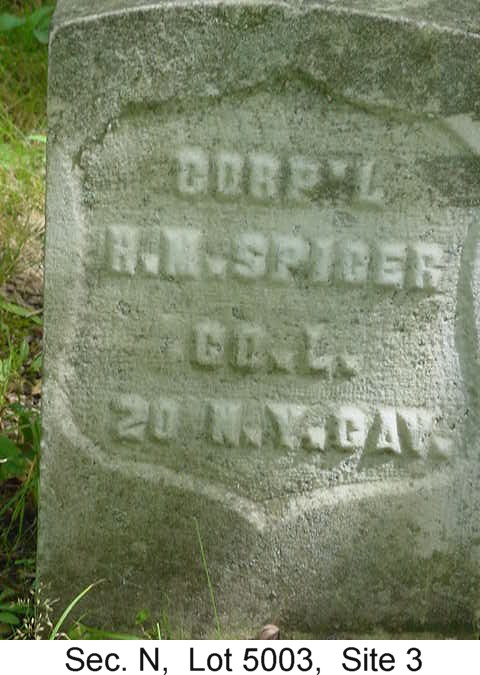 CORP'L
H.M.SPICER
CO.L.
20 N.Y.CAV.
Sec. N, Lot 5003, Site 3